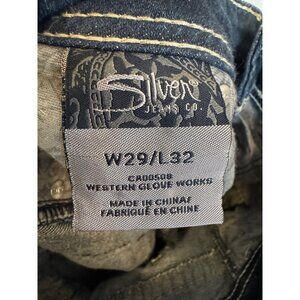 Silver
JEANS CO.
W29/L32
CA00508
WESTERN GLOVE WORKS
MADE IN CHINA/
FABRIQUÉ EN CHINE